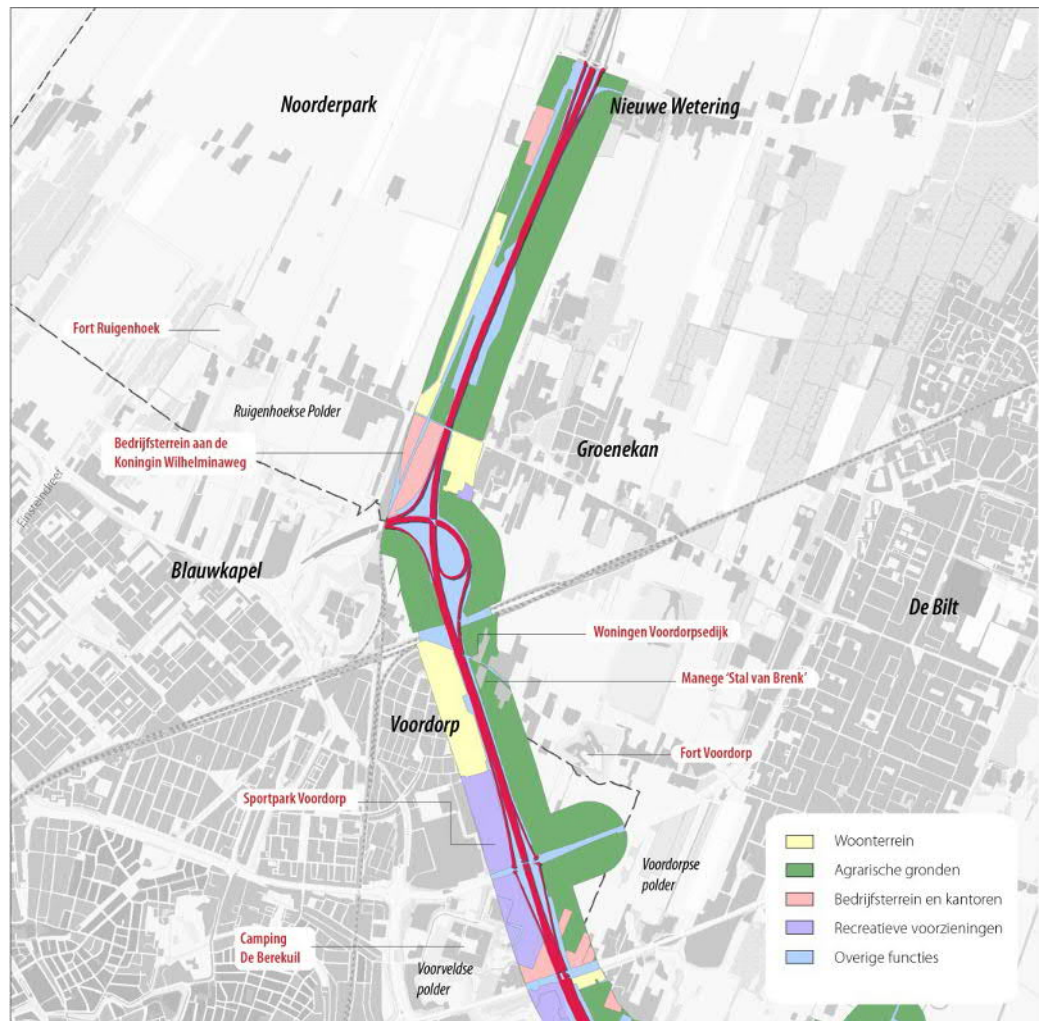 Noorderpark
Nieuwe Wetering
Fort Ruigenhoek
Ruigenhoekse Polder
Bedrijfsterrein aan de
Koningin Wilhelminaweg
Groenekan
Einsteindreef
Blauwkapel
De Bilt
Woningen Voordorpsedijk
Manege ‘Stal van Brenk’
Voordorp
Fort Voordorp
Sportpark Voordorp
Voordorpse
polder
Camping
De Berekuil
Voorveldse
polder
Woonterrein
Agrarische gronden
Bedrijfsterrein en kantoren
Recreatieve voorzieningen
Overige functies